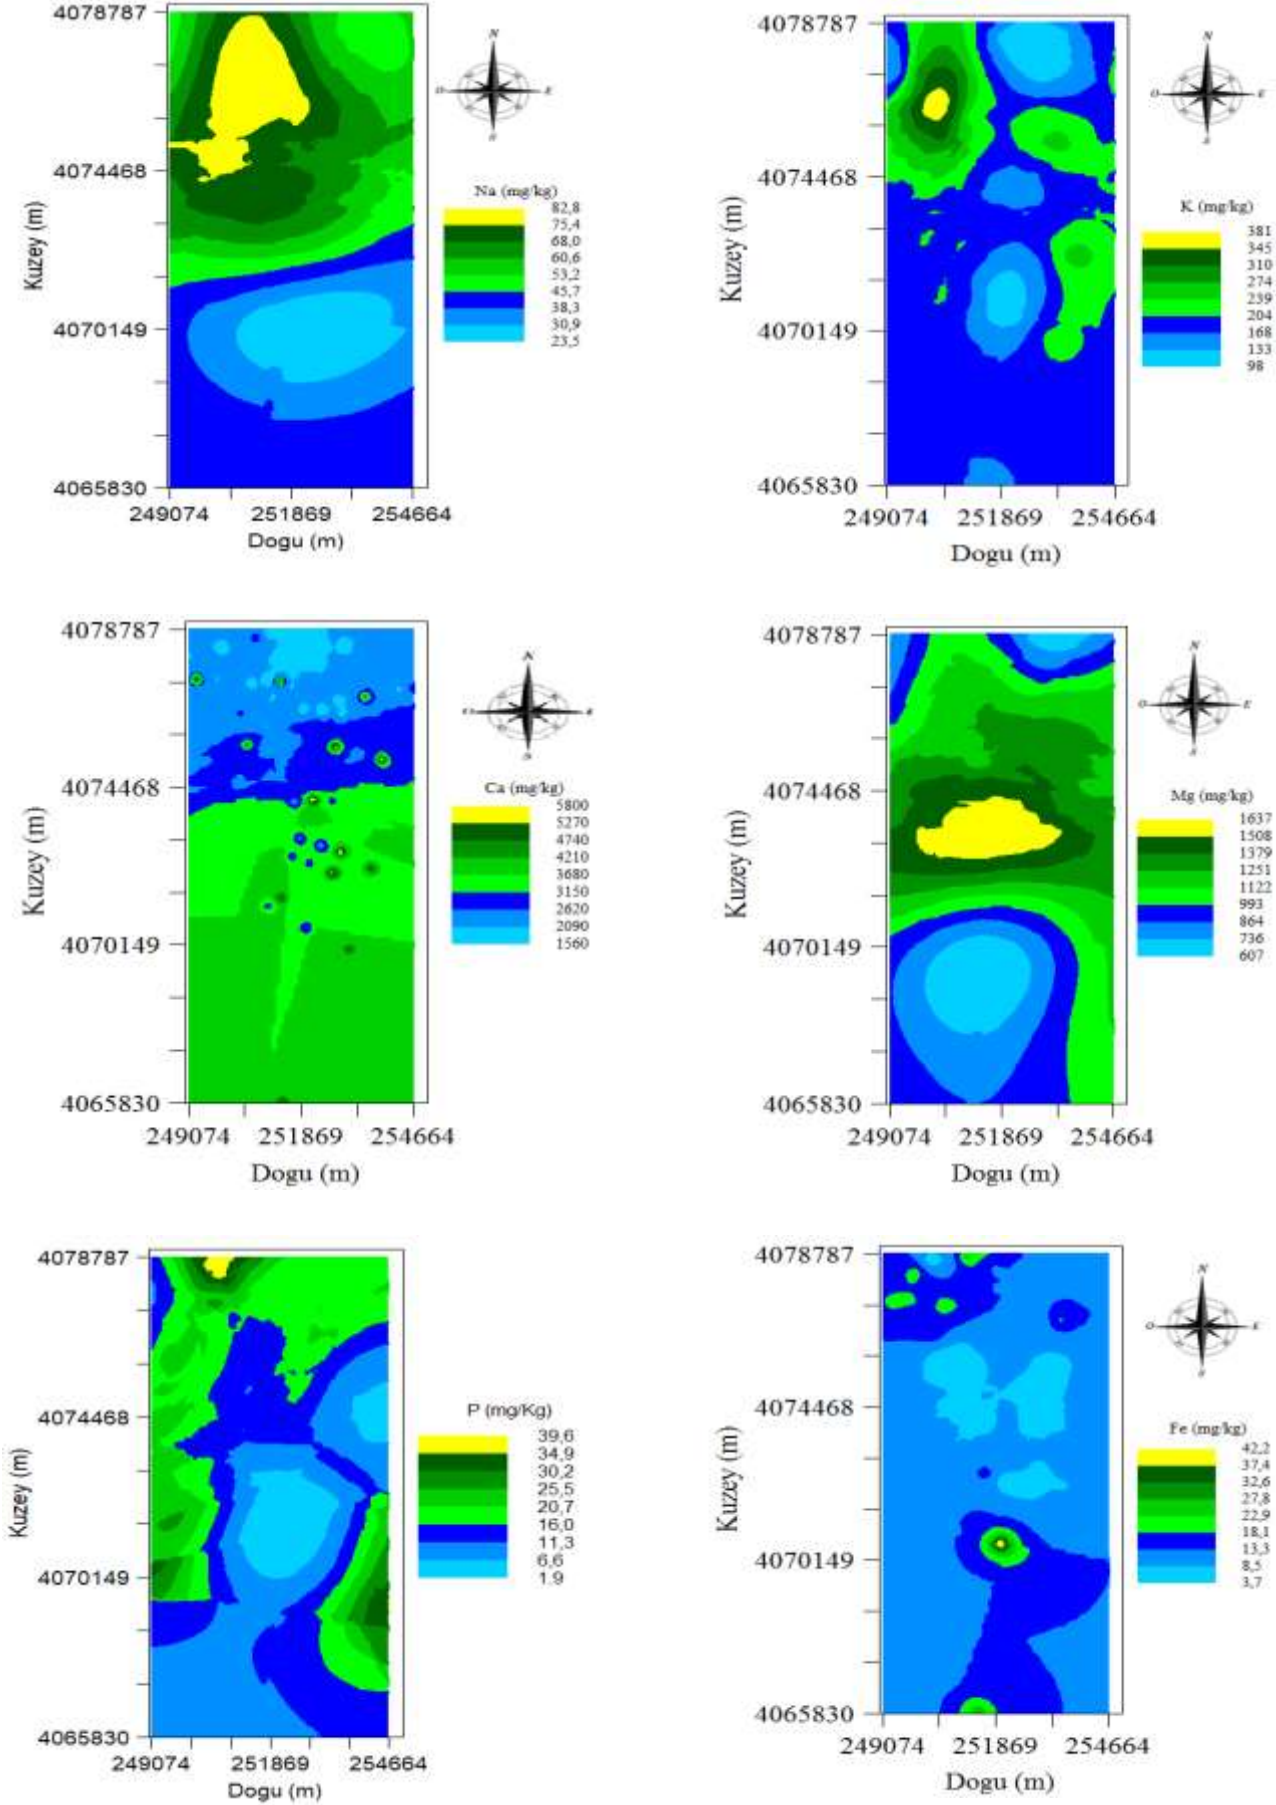 4078787
4074468
4070149
4065830
Kuzey (m)
249074 251869 254664
Dogu (m)
N
O E
S
Na (mg/kg)
82,8
75,4
68,0
60,6
53,2
45,7
38,3
30,9
23,5
4078787
4074468
4070149
4065830
Kuzey (m)
249074 251869 254664
Dogu (m)
N
O E
S
K (mg/kg)
381
345
310
274
239
204
168
133
98
4078787
4074468
4070149
4065830
Kuzey (m)
249074 251869 254664
Dogu (m)
N
S
Ca (mg/kg)
5800
5270
4740
4210
3680
3150
2620
2090
1560
4078787
4074468
4070149
4065830
Kuzey (m)
249074 251869 254664
Dogu (m)
N
O E
S
Mg (mg/kg)
1637
1508
1379
1251
1122
993
864
736
607
4078787
4074468
4070149
4065830
Kuzey (m)
249074 251869 254664
Dogu (m)
P (mg/Kg)
39,6
34,9
30,2
25,5
20,7
16,0
11,3
6,6
1,9
4078787
4074468
4070149
4065830
Kuzey (m)
249074 251869 254664
Dogu (m)
N
O E
S
Fe (mg/kg)
42,2
37,4
32,6
27,8
22,9
18,1
13,3
8,5
3,7